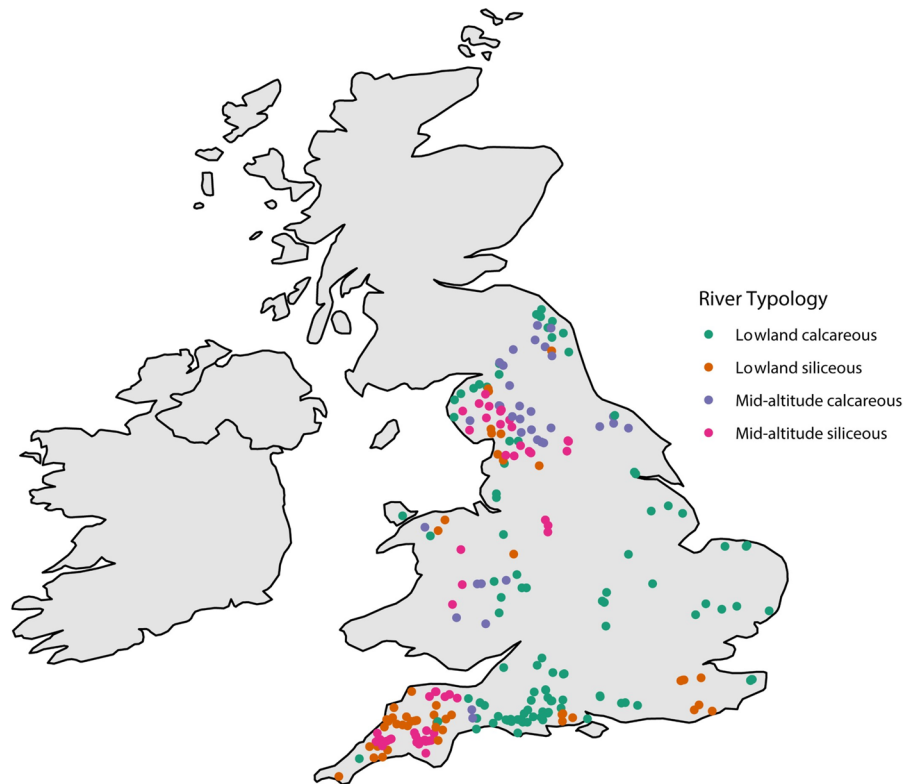 River Typology
Lowland calcareous
Lowland siliceous
Mid-altitude calcareous
Mid-altitude siliceous